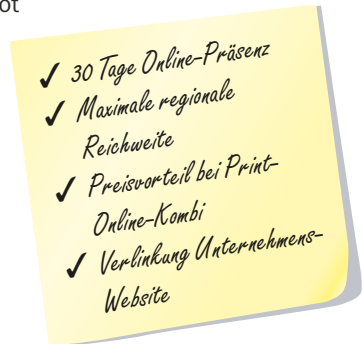 ot
✓ 30 Tage Online-Präsenz
✓ Maximale regionale
Reichweite
✓ Preisvorteil bei Print-
Online-Kombi
✓ Verlinkung Unternehmens-
Website